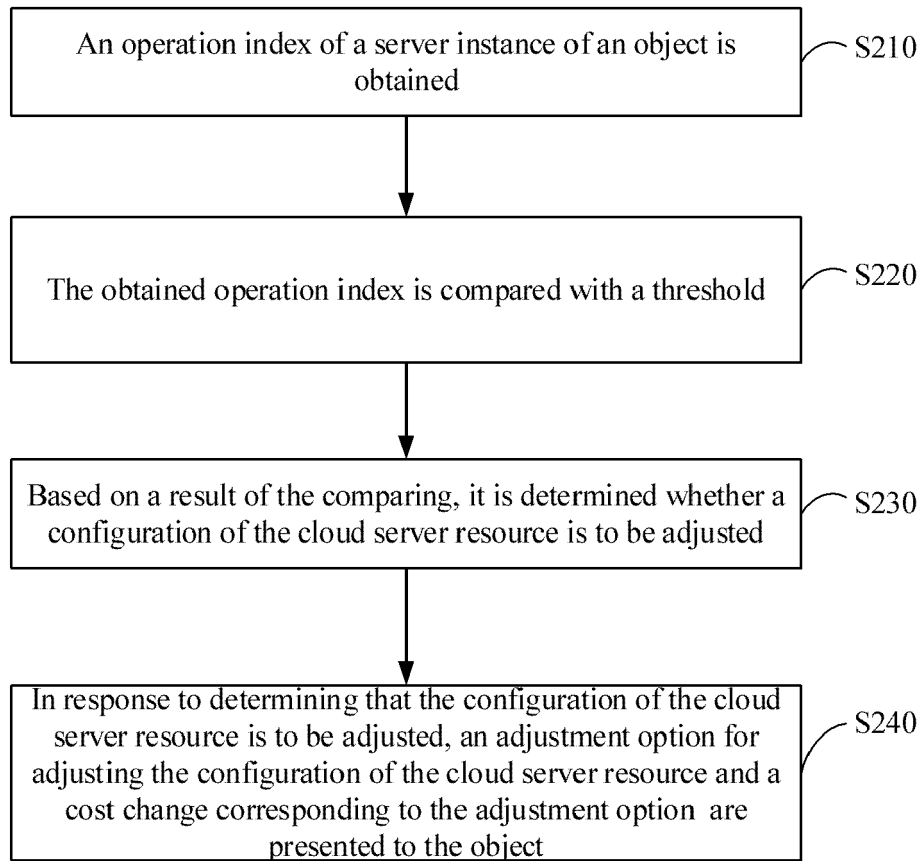 An operation index of a server instance of an object is
obtained
S210
The obtained operation index is compared with a threshold
S220
Based on a result of the comparing, it is determined whether a
configuration of the cloud server resource is to be adjusted
S230
In response to determining that the configuration of the cloud
server resource is to be adjusted, an adjustment option for
adjusting the configuration of the cloud server resource and a
cost change corresponding to the adjustment option are
presented to the object
S240